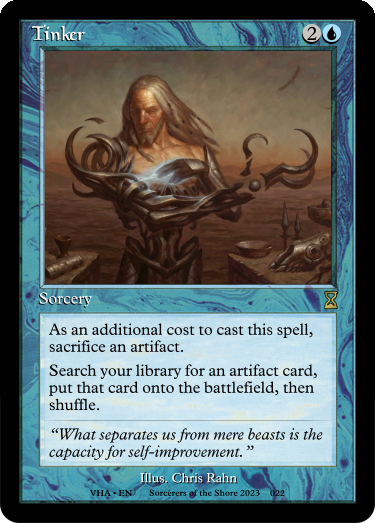 Tinker 2
Sorcery
As an additional cost to cast this spell,
sacrifice an artifact.
Search your library for an artifact card,
put that card onto the battlefield, then
shuffle.
“What separates us from mere beasts is the
capacity for self-improvement.”
Illus. Chris Rahn
VHA • EN Sorcerers of the Shore 2023 022